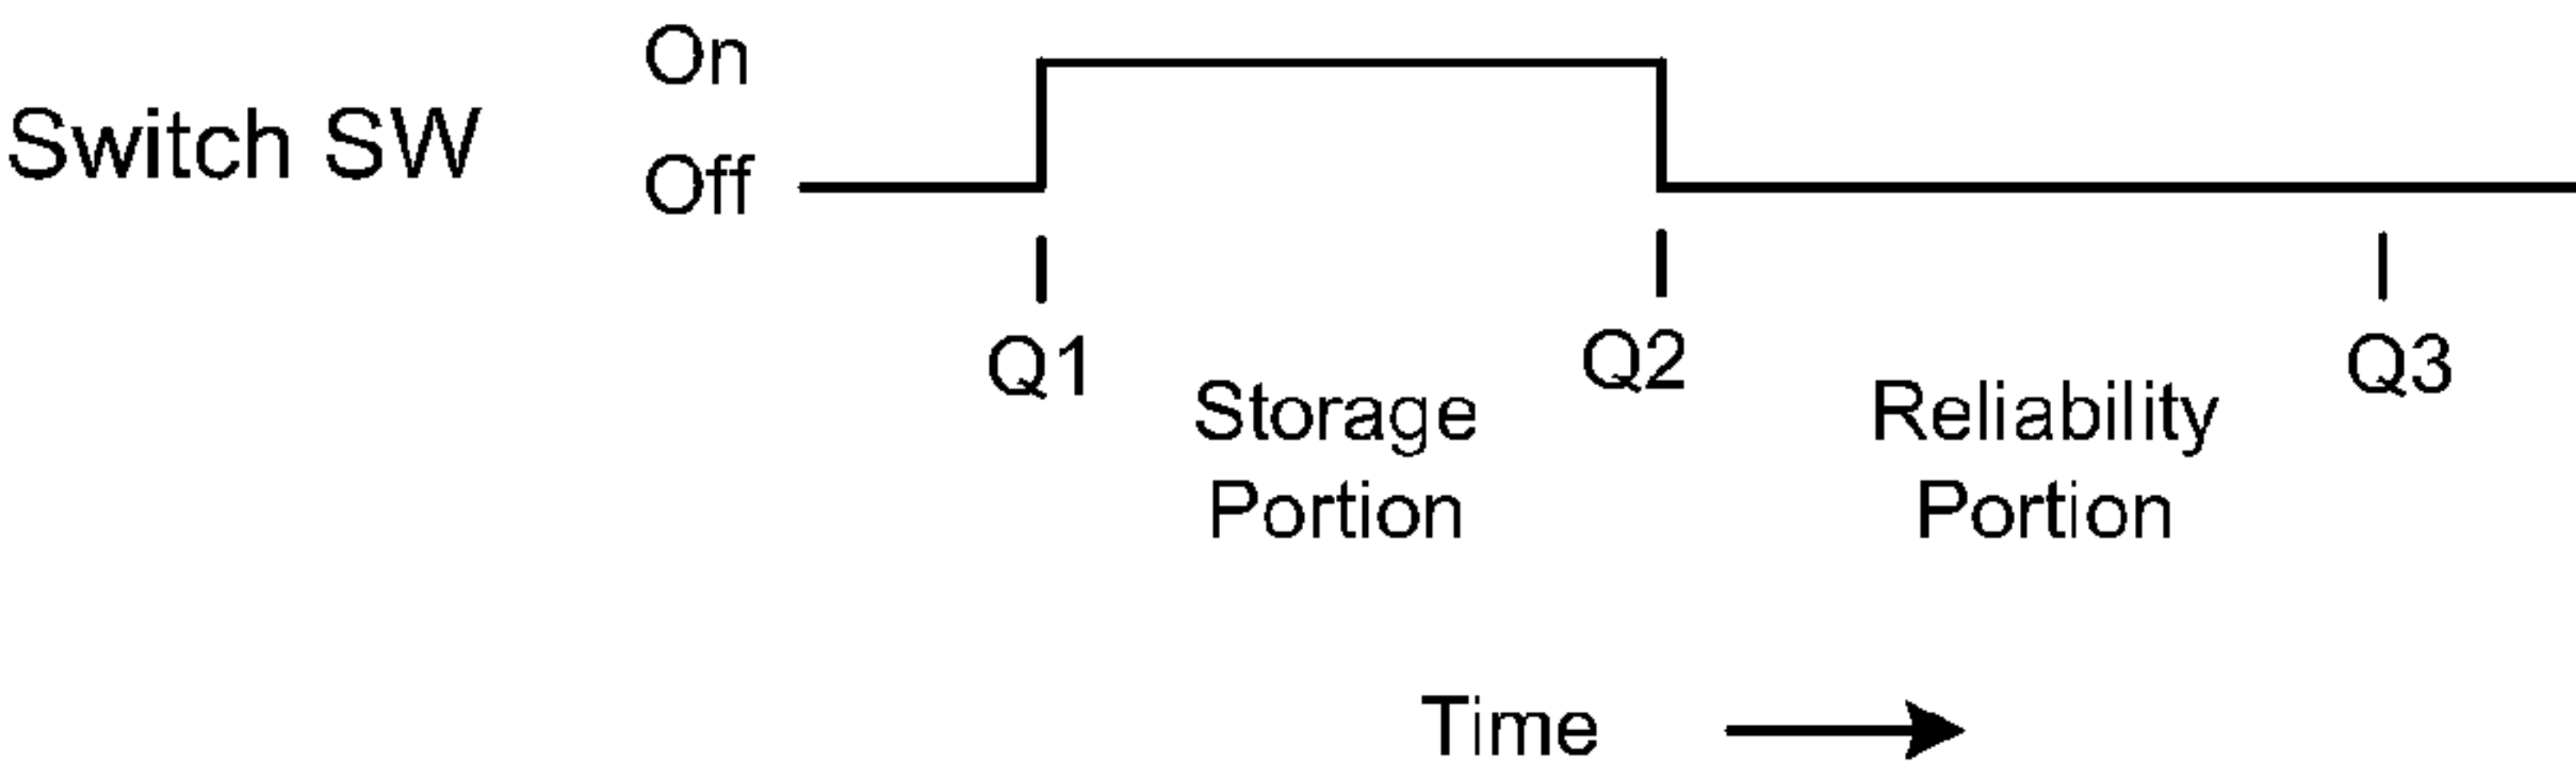 On
Switch SW
Off
Q1
Q2
Q3
Storage
Portion
Reliability
Portion
Time